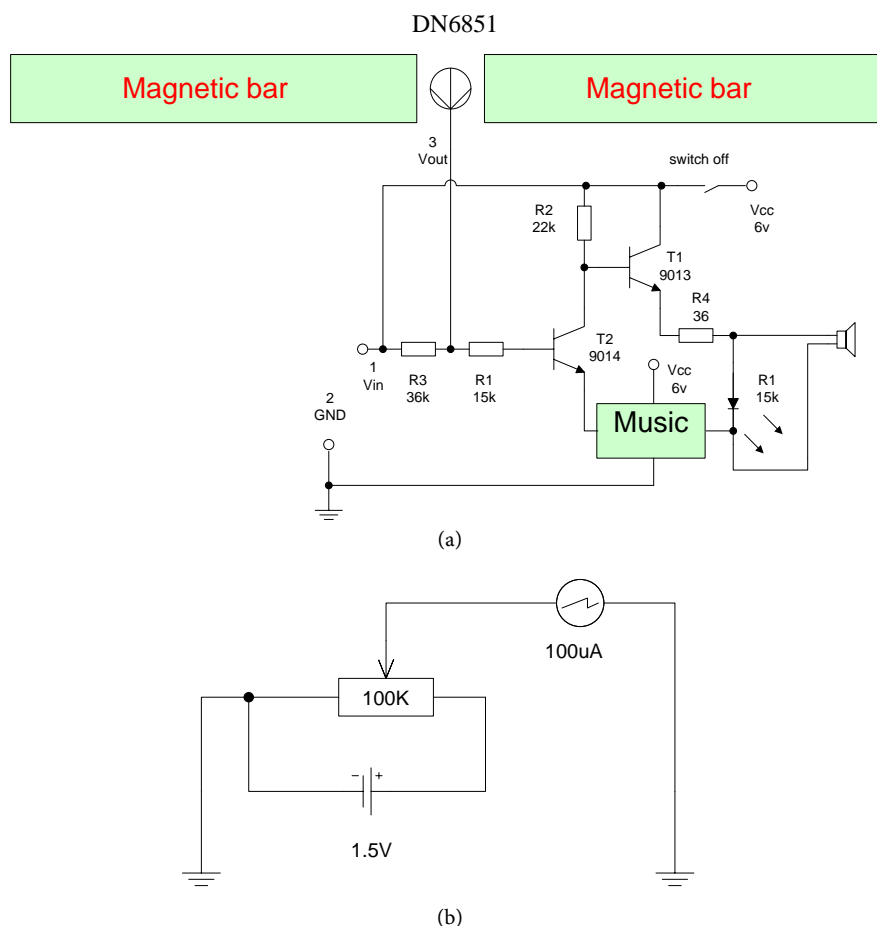 DN6851
Magnetic bar
Magnetic bar
3
Vout
switch off
R2
22k
Vcc
6v
T1
9013
R4
36
T2
9014
1
Vin
R3
36k
R1
15k
Vcc
6v
R1
15k
2
GND
Music
(a)
100uA
100K
− +
1.5V
(b)